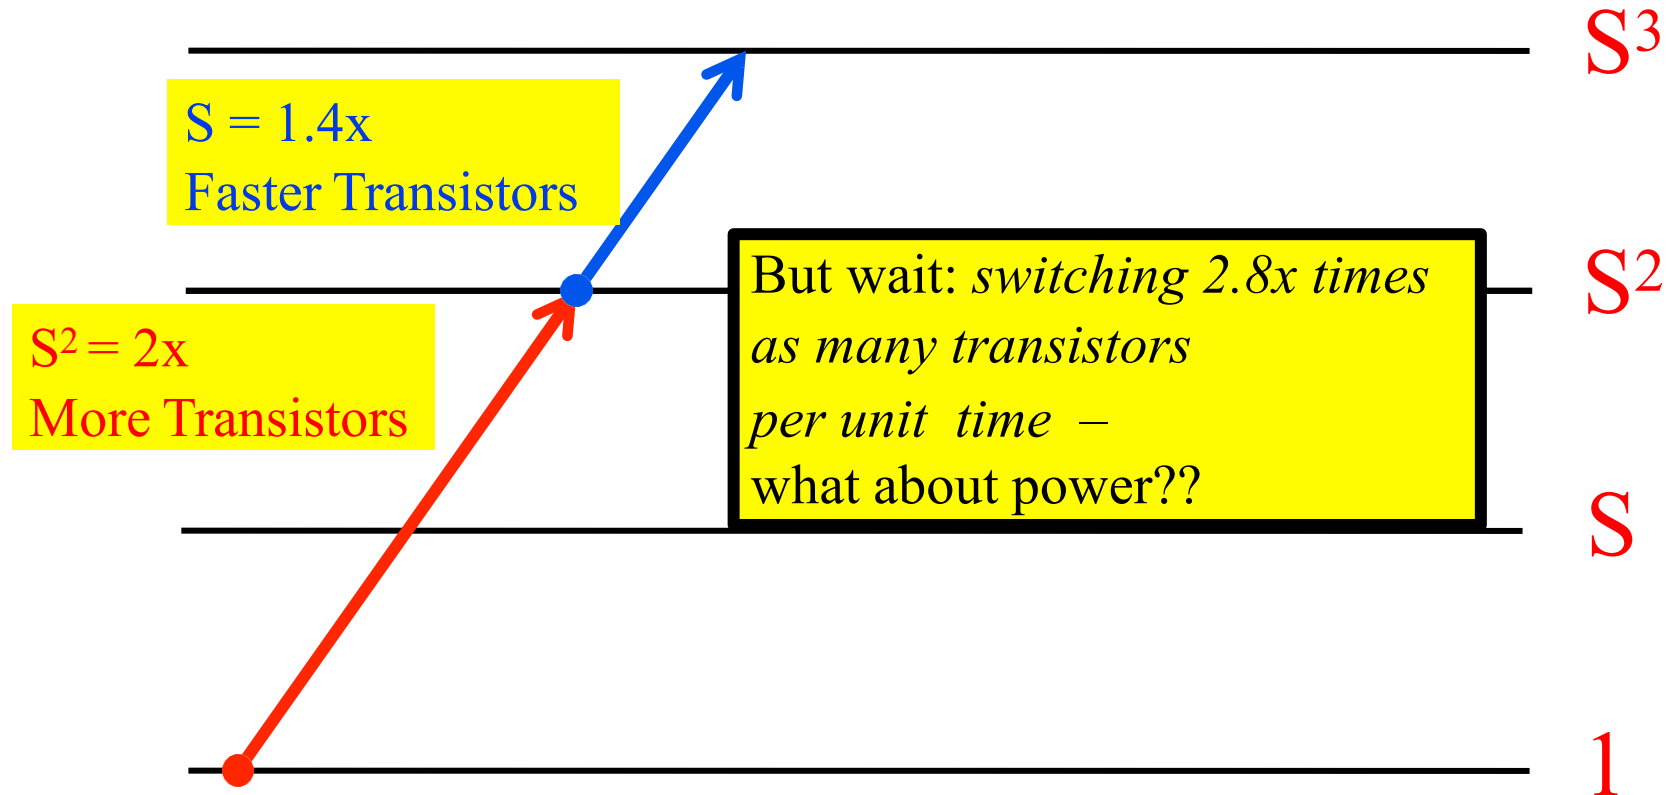 S³
S = 1.4x
Faster Transistors
S²
But wait: switching 2.8x times
as many transistors
per unit time –
what about power??
S² = 2x
More Transistors
S
1